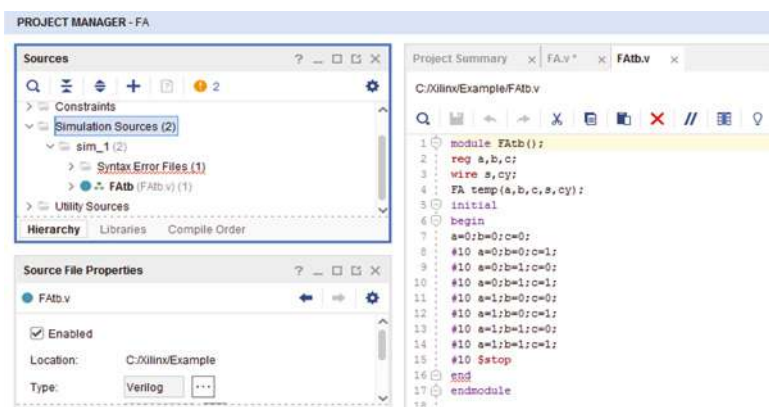 PROJECT MANAGER - FA
Sources
2
Constraints
Simulation Sources (2)
sim_1 (2)
Syntax Error Files (1)
FAtb (FAtb.v) (1)
Utility Sources
Hierarchy Libraries Compile Order
Source File Properties
FAtb.v
Enabled
Location: C:/Xilinx/Example
Type: Verilog ...
Project Summary FA.v * FAtb.v
C:/Xilinx/Example/FAtb.v
1 module FAtb();
2 reg a,b,c;
3 wire s,cy;
4 FA temp(a,b,c,s,cy);
5 initial
6 begin
7 a=0;b=0;c=0;
8 #10 a=0;b=0;c=1;
9 #10 a=0;b=1;c=0;
10 #10 a=0;b=1;c=1;
11 #10 a=1;b=0;c=0;
12 #10 a=1;b=0;c=1;
13 #10 a=1;b=1;c=0;
14 #10 a=1;b=1;c=1;
15 #10 $stop
16 end
17 endmodule
18